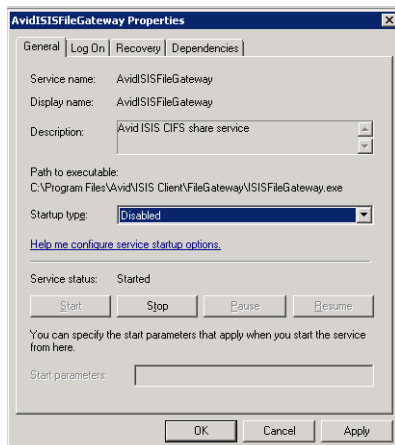 AvidISISFileGateway Properties
General Log On Recovery Dependencies
Service name: AvidISISFileGateway
Display name: AvidISISFileGateway
Description: Avid ISIS CIFS share service
Path to executable:
C:\Program Files\Avid\ISIS Client\FileGateway\ISISFileGateway.exe
Startup type: Disabled
Help me configure service startup options.
Service status: Started
Start Stop Pause Resume
You can specify the start parameters that apply when you start the service
from here.
Start parameters:
OK Cancel Apply